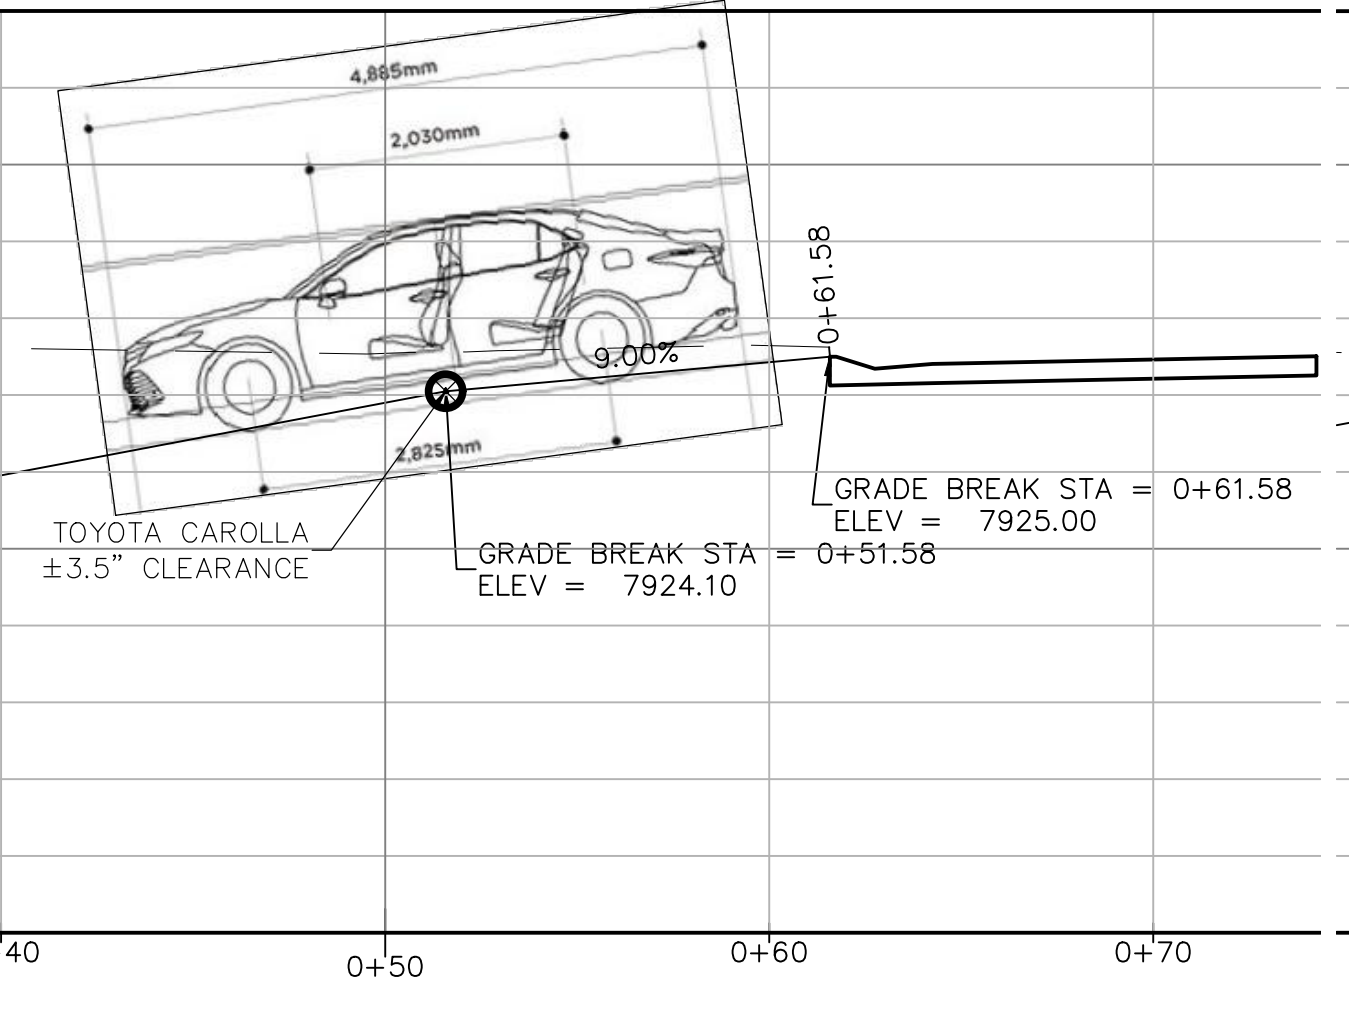 4,885mm
2,030mm
0+61.58
9.00%
2,825mm
GRADE BREAK STA = 0+61.58
ELEV = 7925.00
TOYOTA CAROLLA
±3.5” CLEARANCE
GRADE BREAK STA = 0+51.58
ELEV = 7924.10
40
0+50
0+60
0+70